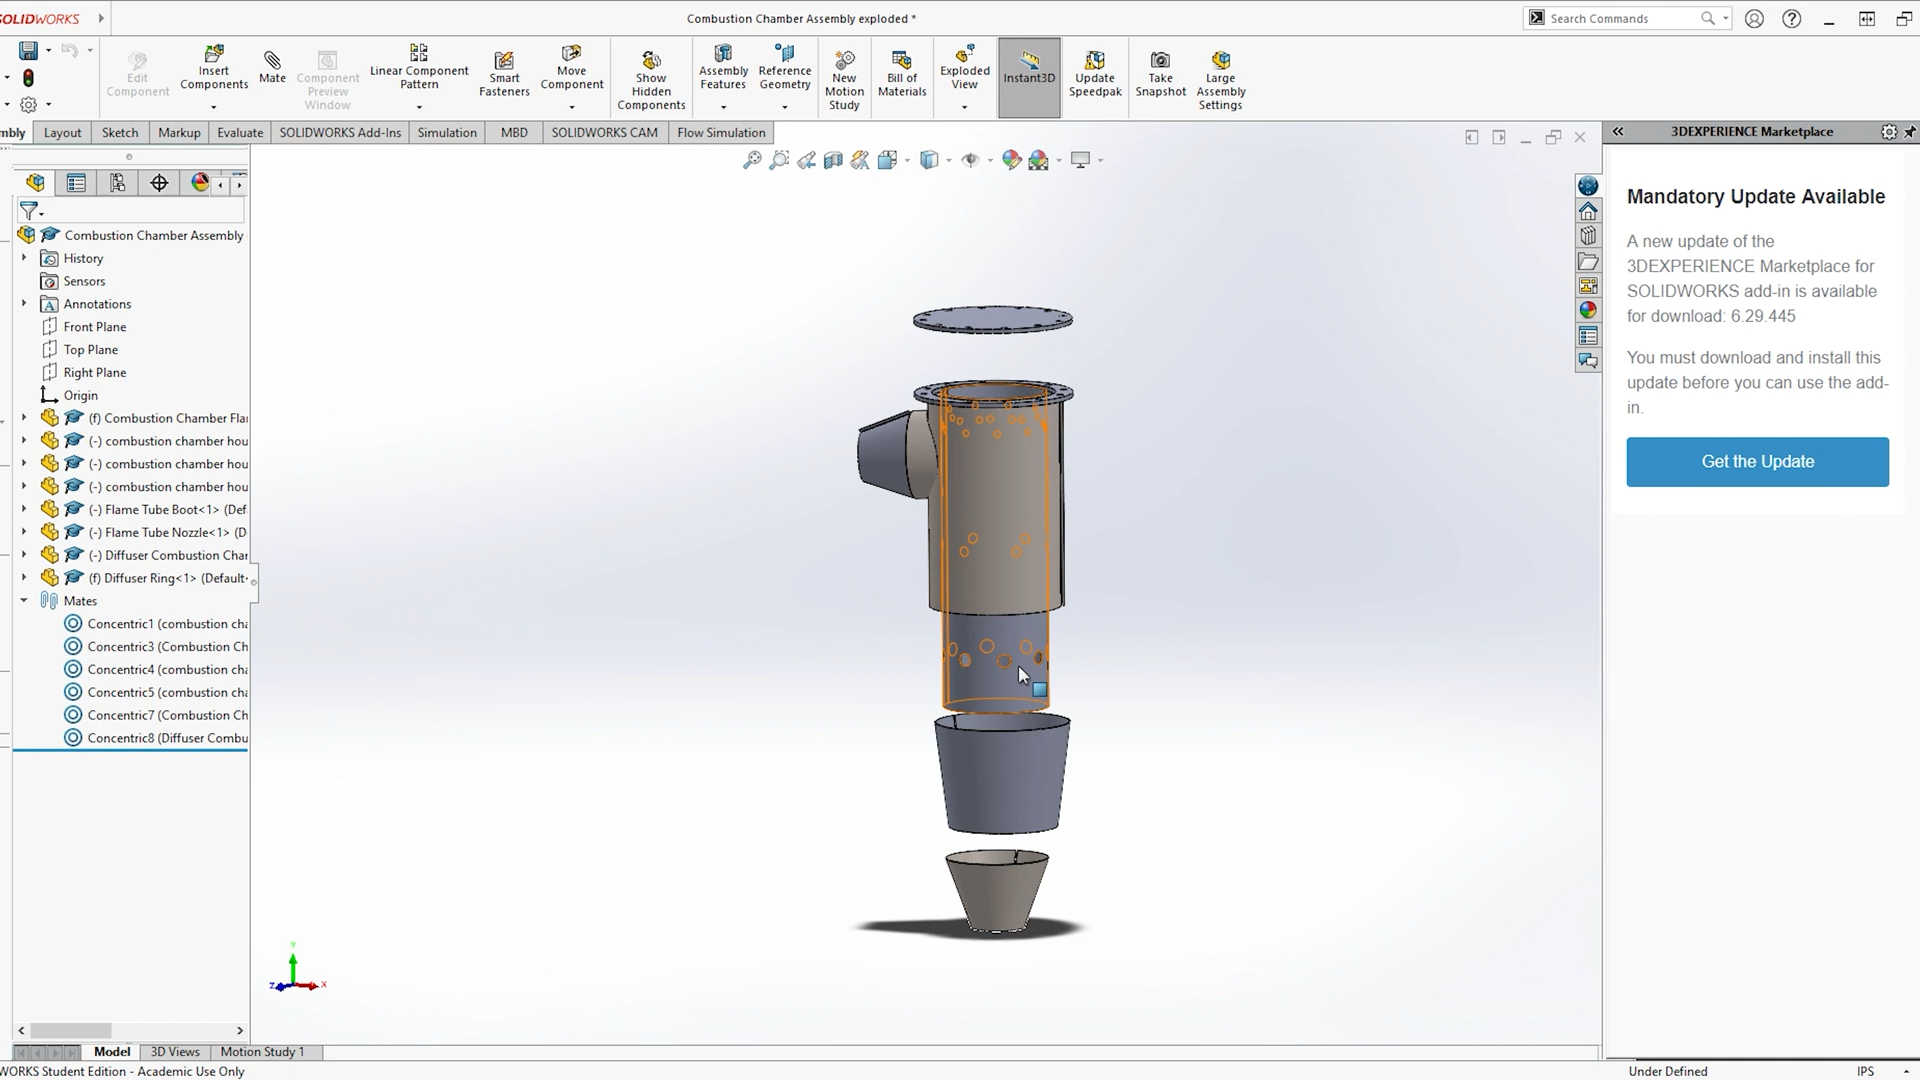 SOLIDWORKS
Combustion Chamber Assembly exploded *
Search Commands
Edit
Component
Insert
Components
Mate
Component
Preview
Window
Linear Component
Pattern
Smart
Fasteners
Move
Component
Show
Hidden
Components
Assembly
Features
Reference
Geometry
New
Motion
Study
Bill of
Materials
Exploded
View
Instant3D
Update
Speedpak
Take
Snapshot
Large
Assembly
Settings
mbly
Layout
Sketch
Markup
Evaluate
SOLIDWORKS Add-Ins
Simulation
MBD
SOLIDWORKS CAM
Flow Simulation
3DEXPERIENCE Marketplace
Mandatory Update Available
A new update of the
3DEXPERIENCE Marketplace for
SOLIDWORKS add-in is available
for download: 6.29.445
You must download and install this
update before you can use the add-
in.
Get the Update
Combustion Chamber Assembly
History
Sensors
Annotations
Front Plane
Top Plane
Right Plane
Origin
(f) Combustion Chamber Fla
(-) combustion chamber hou
(-) combustion chamber hou
(-) combustion chamber hou
(-) Flame Tube Boot<1> (Def
(-) Flame Tube Nozzle<1> (D
(-) Diffuser Combustion Cha
(f) Diffuser Ring<1> (Default
Mates
Concentric1 (combustion cha
Concentric3 (Combustion Ch
Concentric4 (combustion cha
Concentric5 (combustion cha
Concentric7 (Combustion Ch
Concentric8 (Diffuser Combu
Y
Z
X
Model
3D Views
Motion Study 1
WORKS Student Edition - Academic Use Only
Under Defined
IPS